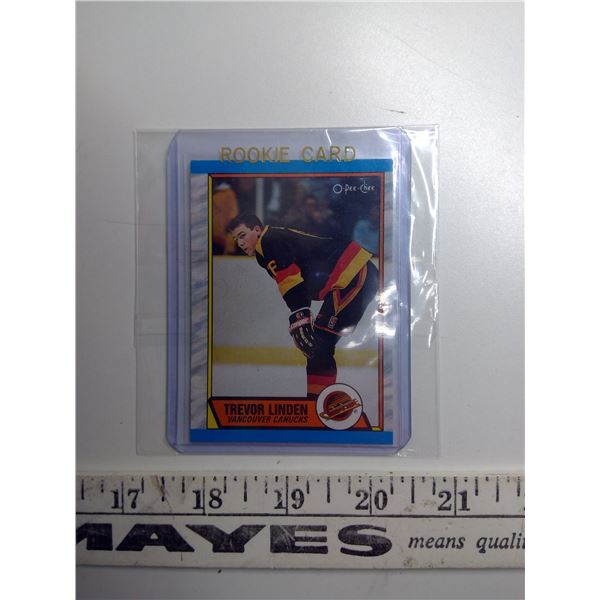 ROOKIE CARD
O-Pee-Chee
TREVOR LINDEN
VANCOUVER CANUCKS
17 18 19 20 21
MAYES means quali